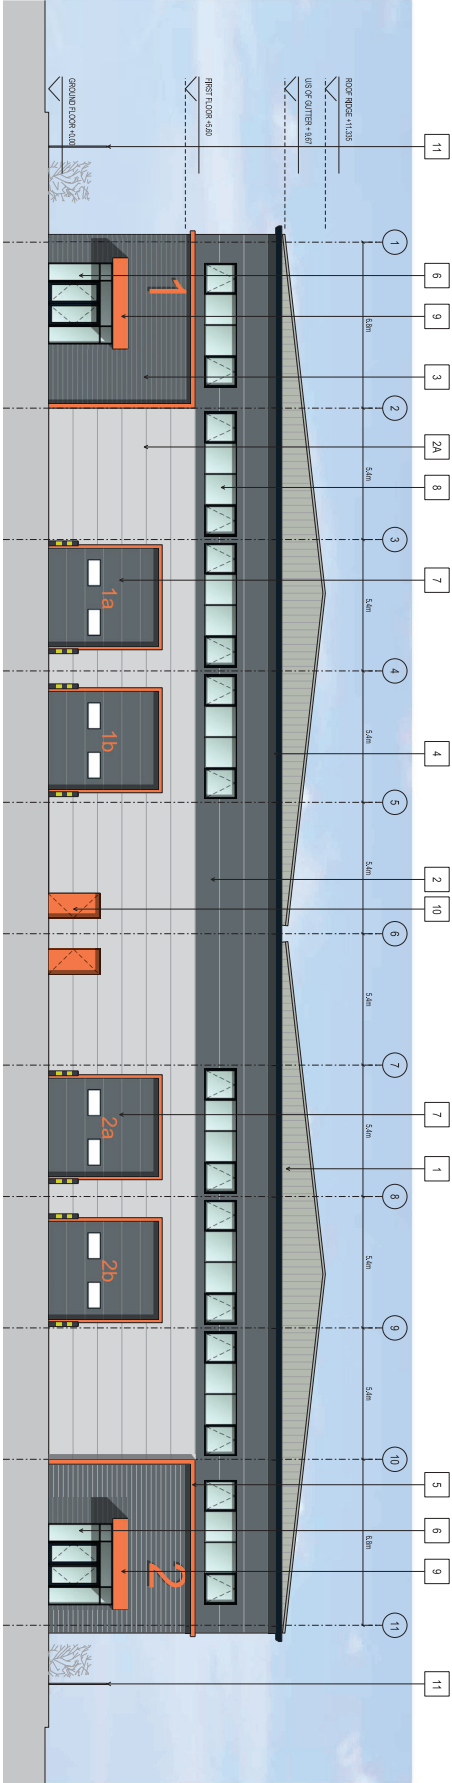 11 6 9 3 2A 8 7 4 2 10 7 1 5 6 9 11
1 2 3 4 5 6 7 8 9 10 11
6.8m 5.4m 5.4m 5.4m 5.4m 5.4m 5.4m 5.4m 5.4m 6.8m
ROOF RIDGE +11.335
U/S OF GUTTER + 9.67
FIRST FLOOR +5.60
1 2
1a 1b 2a 2b
GROUND FLOOR +0.00